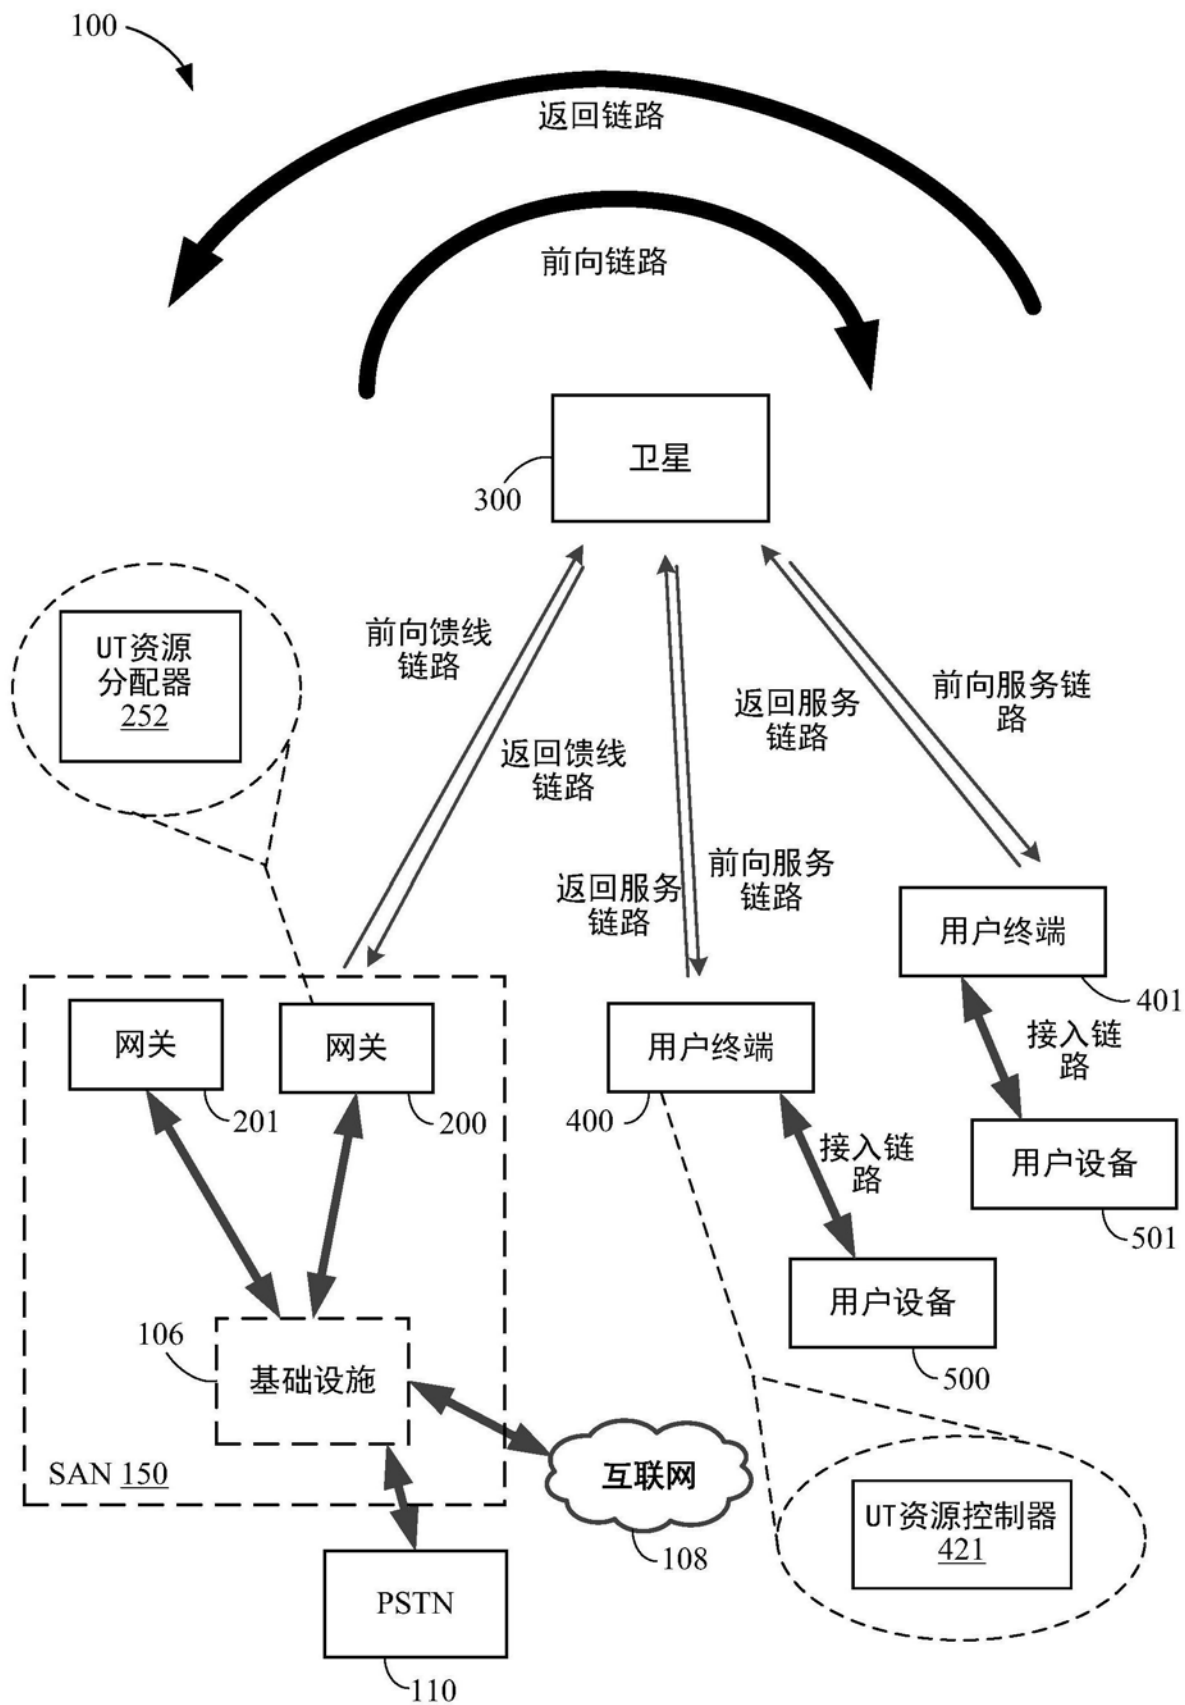 100
返回链路
前向链路
卫星
300
UT资源
分配器
252
前向馈线
链路
返回馈线
链路
返回服务
链路
前向服务链
路
返回服务
链路
前向服务
链路
用户终端
401
接入链
路
用户设备
501
网关
201
网关
200
用户终端
400
接入链
路
用户设备
500
106
基础设施
SAN 150
互联网
108
UT资源控制器
421
PSTN
110